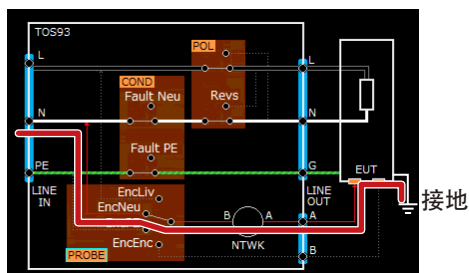 TOS93
L
POL
L
COND
Fault Neu
Revs
N
N
Fault PE
PE
G
EUT
LINE IN
EncLiv
LINE OUT
接地
EncNeu
B
A
A
EncEnc
NTWK
B
PROBE